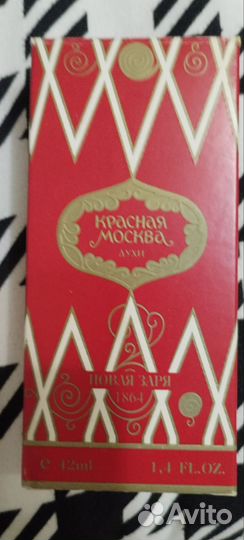 КРАСНАЯ
МОСКВА
ДУХИ
НОВАЯ ЗАРЯ
1864
e 42ml 1,4 FL.OZ.
Avito